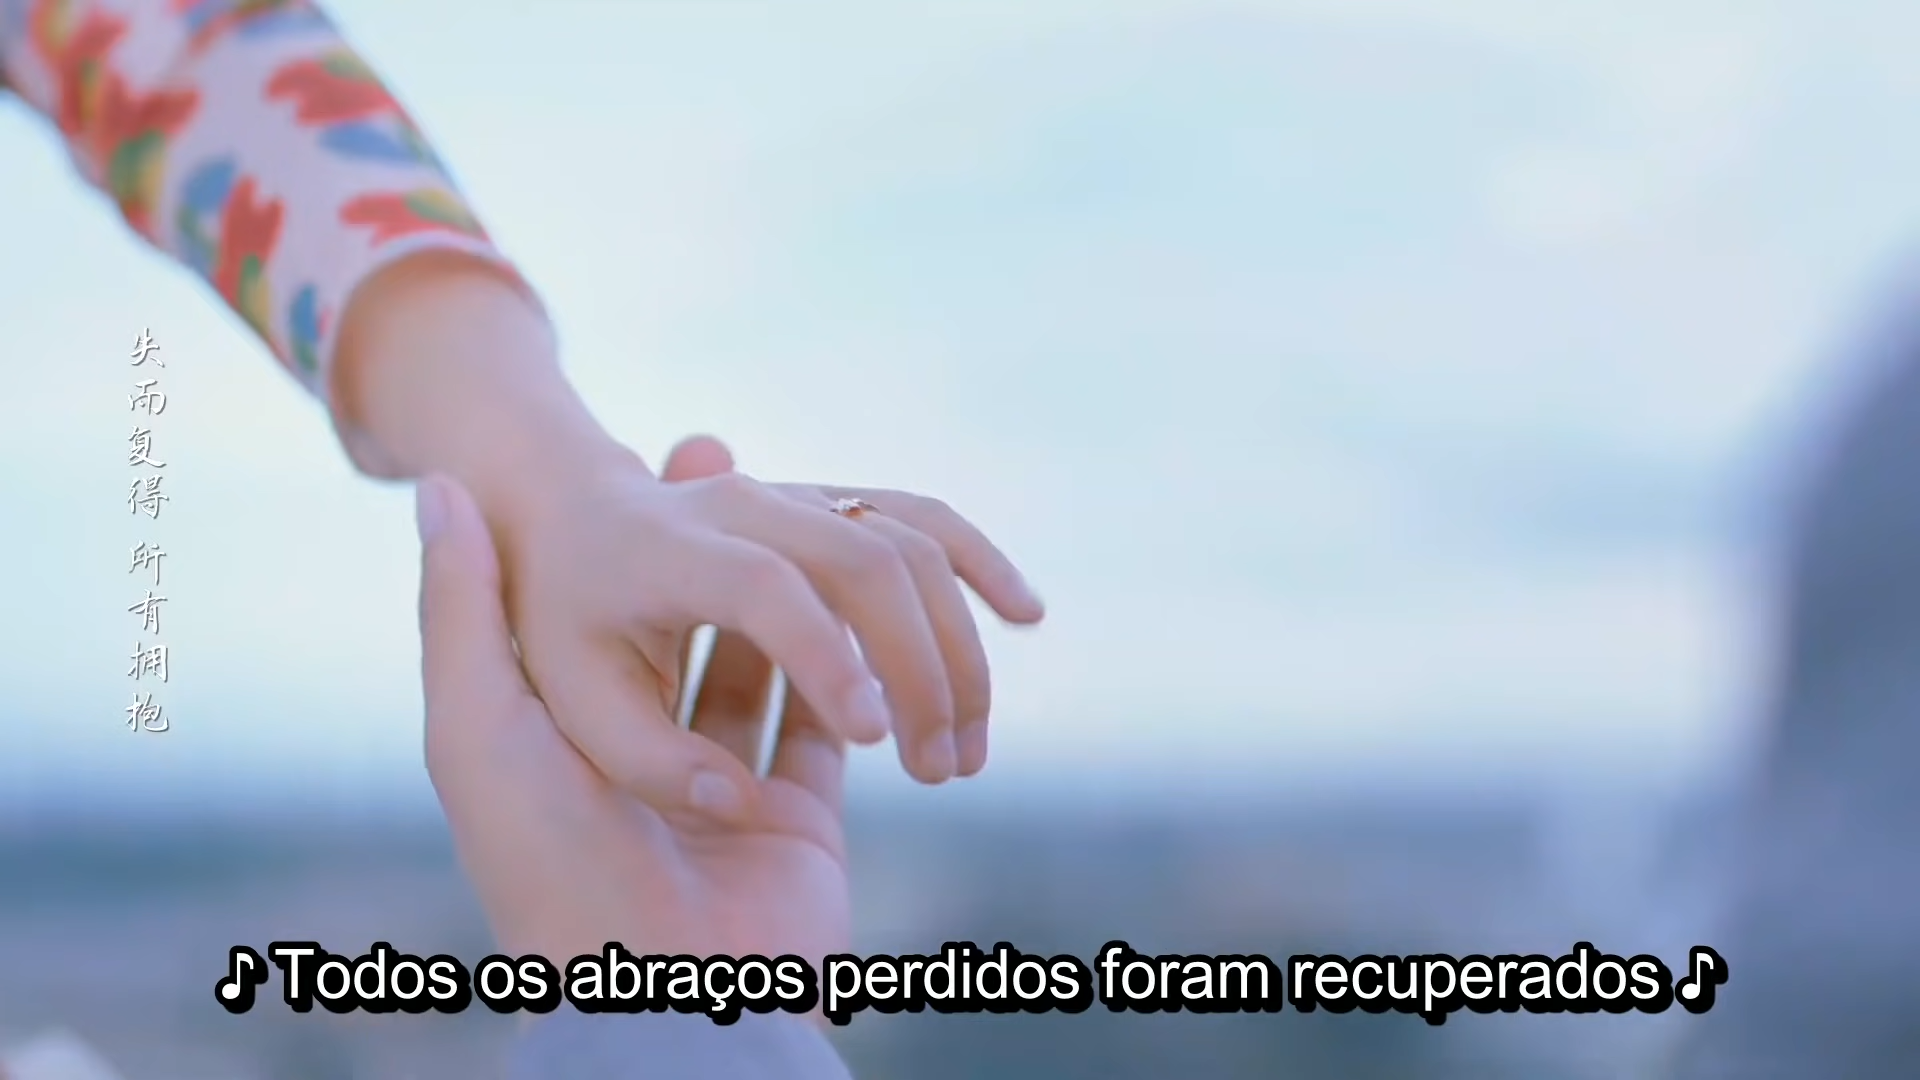 失而复得 所有拥抱
♪ Todos os abraços perdidos foram recuperados ♪